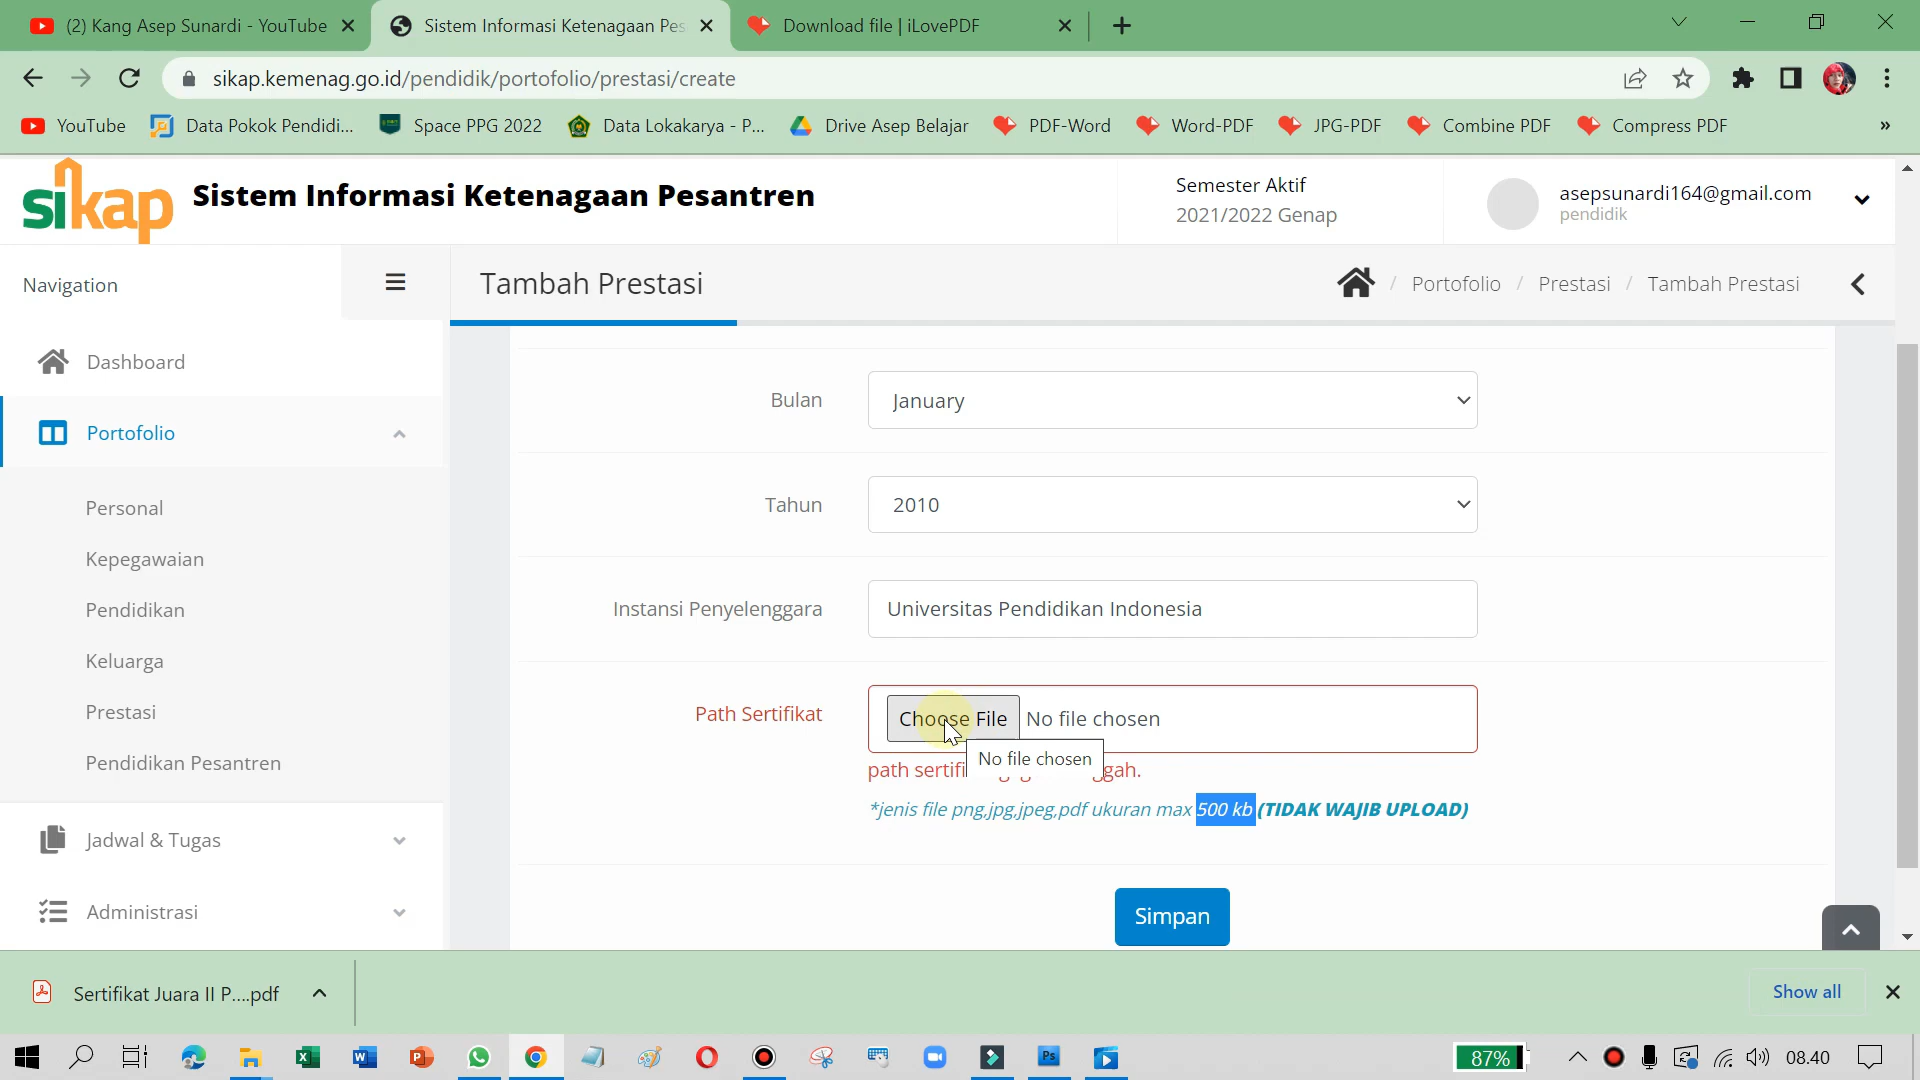 (2) Kang Asep Sunardi - YouTube
Sistem Informasi Ketenagaan Pes
Download file | iLovePDF
sikap.kemenag.go.id/pendidik/portofolio/prestasi/create
YouTube
Data Pokok Pendidi...
Space PPG 2022
Data Lokakarya - P...
Drive Asep Belajar
PDF-Word
Word-PDF
JPG-PDF
Combine PDF
Compress PDF
»
sikap
Sistem Informasi Ketenagaan Pesantren
Semester Aktif
2021/2022 Genap
asepsunardi164@gmail.com
pendidik
Navigation
Tambah Prestasi
/ Portofolio / Prestasi / Tambah Prestasi
Dashboard
Portofolio
Personal
Kepegawaian
Pendidikan
Keluarga
Prestasi
Pendidikan Pesantren
Jadwal & Tugas
Administrasi
Bulan
January
Tahun
2010
Instansi Penyelenggara
Universitas Pendidikan Indonesia
Path Sertifikat
Choose File No file chosen
No file chosen
path
*jenis file png,jpg,jpeg,pdf ukuran max 500 kb (TIDAK WAJIB UPLOAD)
Simpan
Sertifikat Juara II P....pdf
Show all
87%
08.40